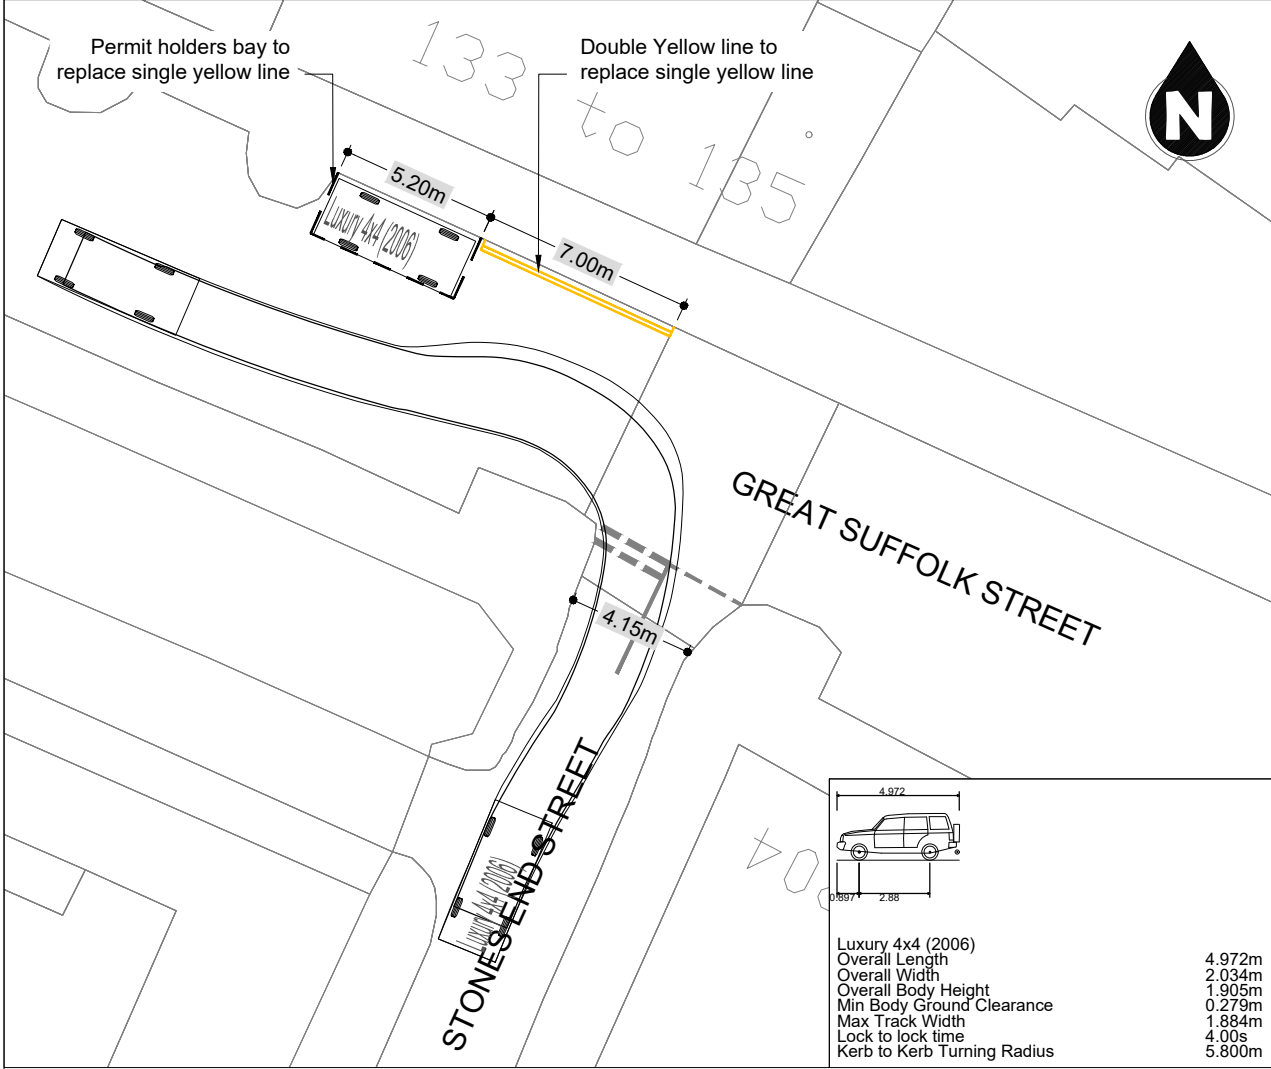 Permit holders bay to
replace single yellow line
Double Yellow line to
replace single yellow line
133 to 135
N
5.20m
7.00m
Luxury 4x4 (2006)
GREAT SUFFOLK STREET
4.15m
STONES END STREET
Luxury 4x4 (2006)
4.972
0.897
2.88
Luxury 4x4 (2006)
Overall Length 4.972m
Overall Width 2.034m
Overall Body Height 1.905m
Min Body Ground Clearance 0.279m
Max Track Width 1.884m
Lock to lock time 4.00s
Kerb to Kerb Turning Radius 5.800m